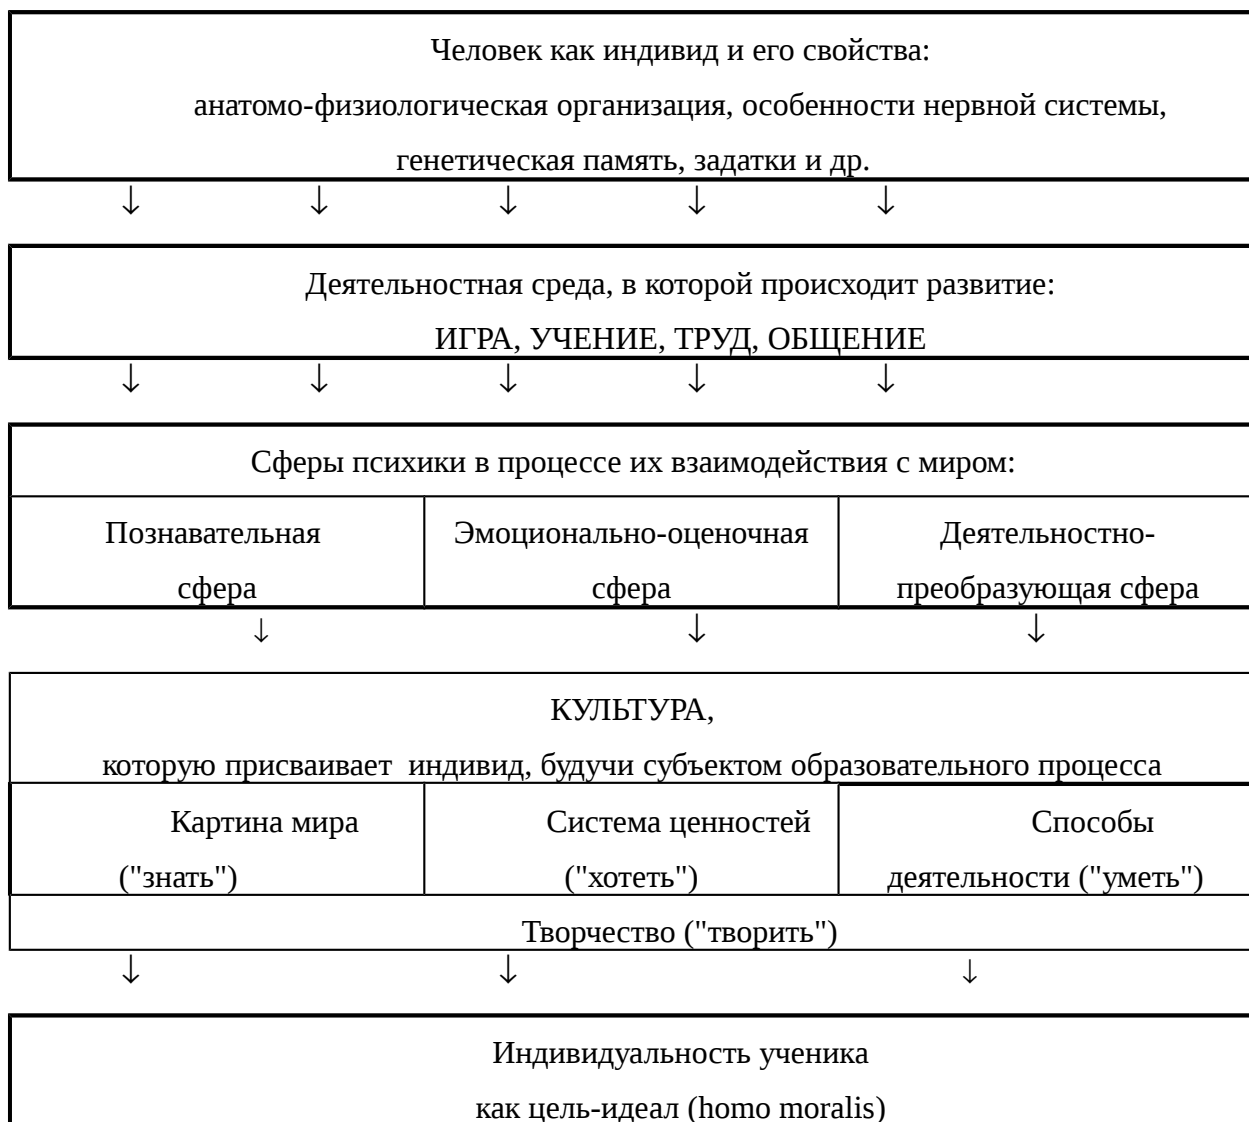 Человек как индивид и его свойства:
анатомо-физиологическая организация, особенности нервной системы,
генетическая память, задатки и др.
↓ ↓ ↓ ↓ ↓
Деятельностная среда, в которой происходит развитие:
ИГРА, УЧЕНИЕ, ТРУД, ОБЩЕНИЕ
↓ ↓ ↓ ↓ ↓
Сферы психики в процессе их взаимодействия с миром:
Познавательная
сфера
Эмоционально-оценочная
сфера
Деятельностно-
преобразующая сфера
↓ ↓ ↓
КУЛЬТУРА,
которую присваивает  индивид, будучи субъектом образовательного процесса
Картина мира
("знать")
Система ценностей
("хотеть")
Способы
деятельности ("уметь")
Творчество ("творить")
↓ ↓ ↓
Индивидуальность ученика
как цель-идеал (homo moralis)